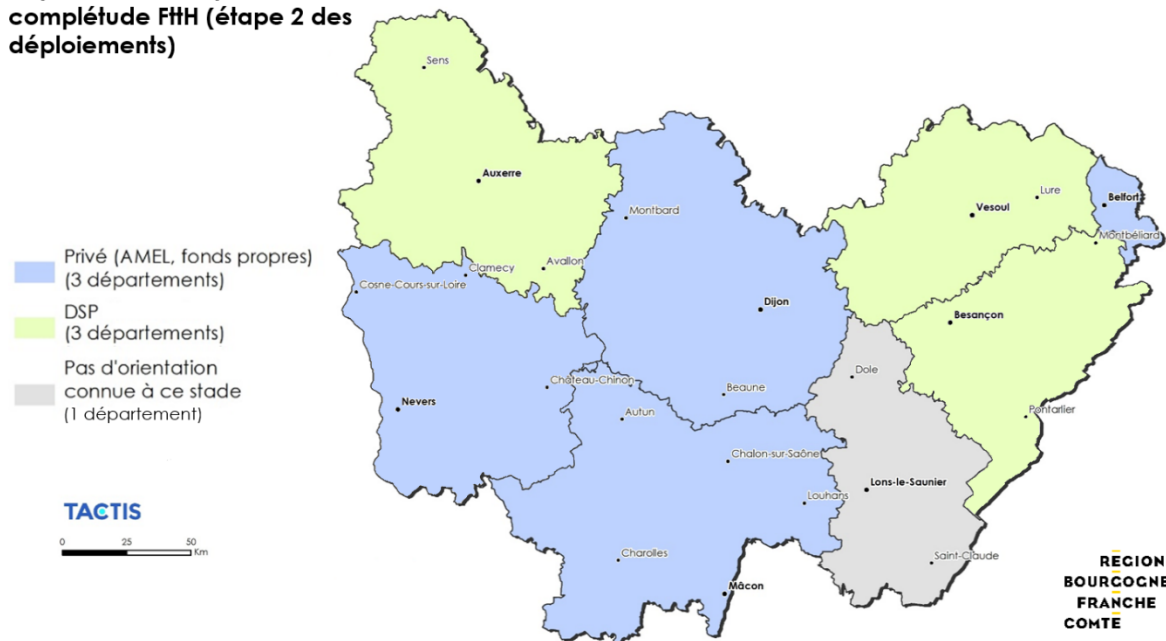 complétude FttH (étape 2 des
déploiements)
Sens
Auxerre
Montbard
Lure
Vesoul
Belfort
Montbéliard
Privé (AMEL, fonds propres)
(3 départements)
Clamecy
Avallon
Cosne-Cours-sur-Loire
Dijon
Besançon
DSP
(3 départements)
Pas d'orientation
connue à ce stade
(1 département)
Dole
Château-Chinon
Beaune
Nevers
Autun
Pontarlier
Chalon-sur-Saône
Lons-le-Saunier
Louhans
TACTIS
0 25 50
Km
Charolles
Saint-Claude
Mâcon
REGION
BOURGOGNE
FRANCHE
COMTE